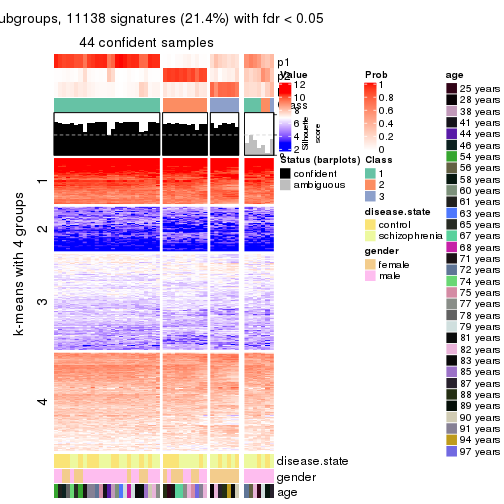 ubgroups, 11138 signatures (21.4%) with fdr < 0.05
44 confident samples
p1
p2
Class
k-means with 4 groups
1
2
3
4
disease.state
gender
age
Value
12
10
8
6
4
2
0
Silhouette
score
Status (barplots)
confident
ambiguous
Prob
1
0.8
0.6
0.4
0.2
0
Class
1
2
3
disease.state
control
schizophrenia
gender
female
male
age
25 years
28 years
38 years
41 years
44 years
46 years
54 years
56 years
58 years
60 years
61 years
63 years
65 years
67 years
68 years
71 years
72 years
74 years
75 years
77 years
78 years
79 years
81 years
82 years
83 years
85 years
87 years
88 years
89 years
90 years
91 years
94 years
97 years